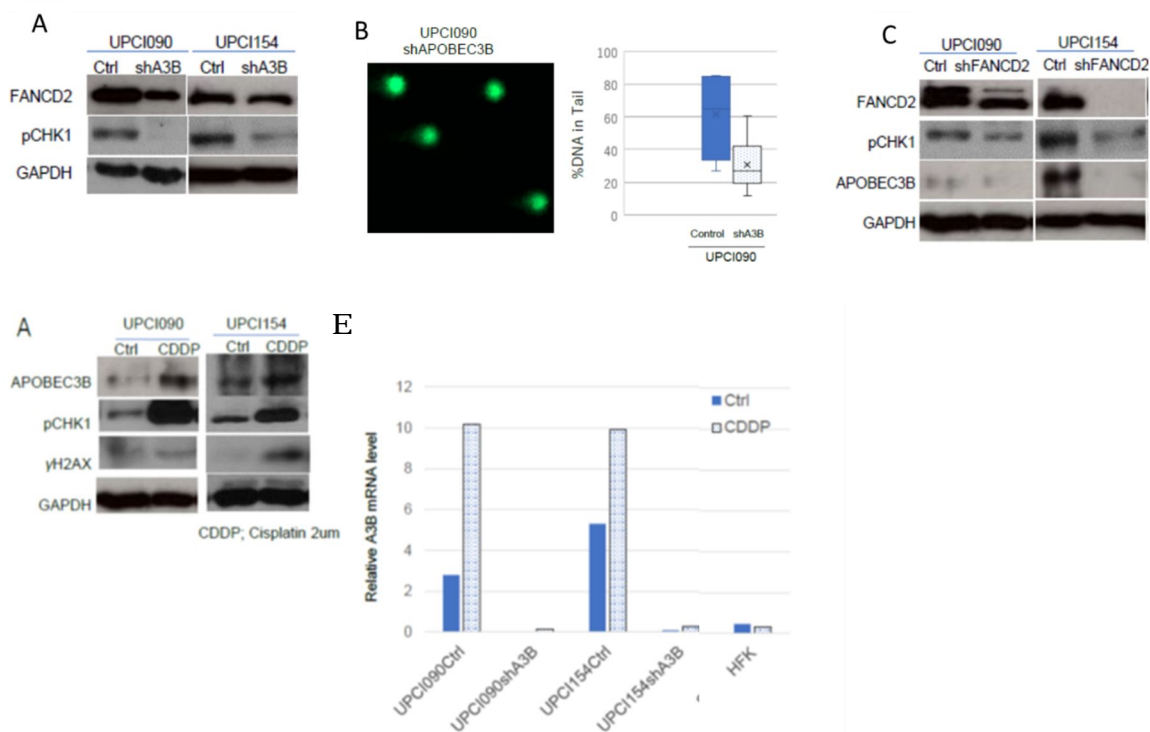 A
UPCI090 UPCI154
Ctrl shA3B Ctrl shA3B
FANCD2
pCHK1
GAPDH
B
UPCI090
shAPOBEC3B
%DNA in Tail
100
80
60
40
20
0
Control shA3B
UPCI090
C
UPCI090 UPCI154
Ctrl shFANCD2 Ctrl shFANCD2
FANCD2
pCHK1
APOBEC3B
GAPDH
A
UPCI090 UPCI154
Ctrl CDDP Ctrl CDDP
APOBEC3B
pCHK1
γH2AX
GAPDH
CDDP; Cisplatin 2um
E
Relative A3B mRNA level
12
10
8
6
4
2
0
Ctrl
CDDP
UPCI090Ctrl
UPCI090shA3B
UPCI154Ctrl
UPCI154shA3B
HFK